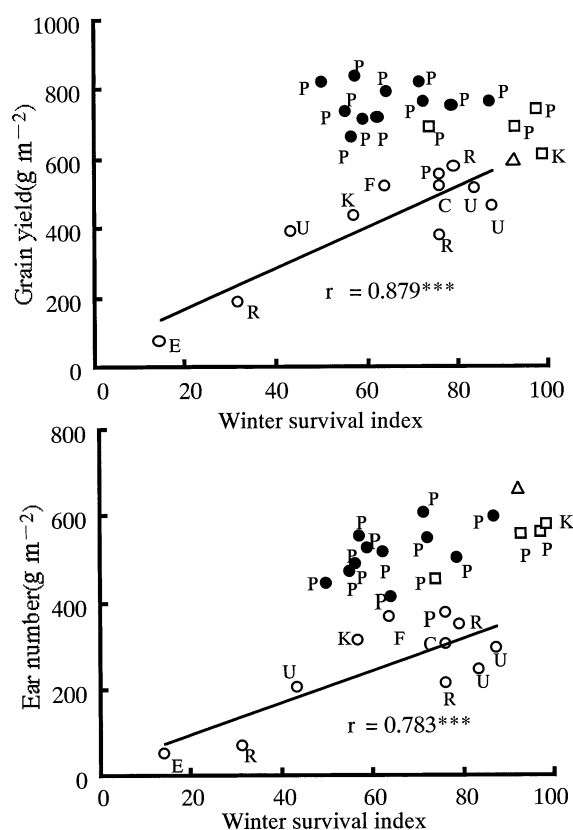 1000
P
P
P
P
P
800
P
P
P
P
P
P
P
P
P
K
600
F
P
R
K
U
C
U
400
U
R
r = 0.879***
200
R
E
0
0 20 40 60 80 100
Grain yield(g m−2)
Winter survival index
800
K
P
P
P
600
P
P
P
P
P
P
P
P
P
P
P
P
400
P
R
K
F
C
U
U
U
200
R
r = 0.783***
R
E
0
0 20 40 60 80 100
Ear number(g m−2)
Winter survival index